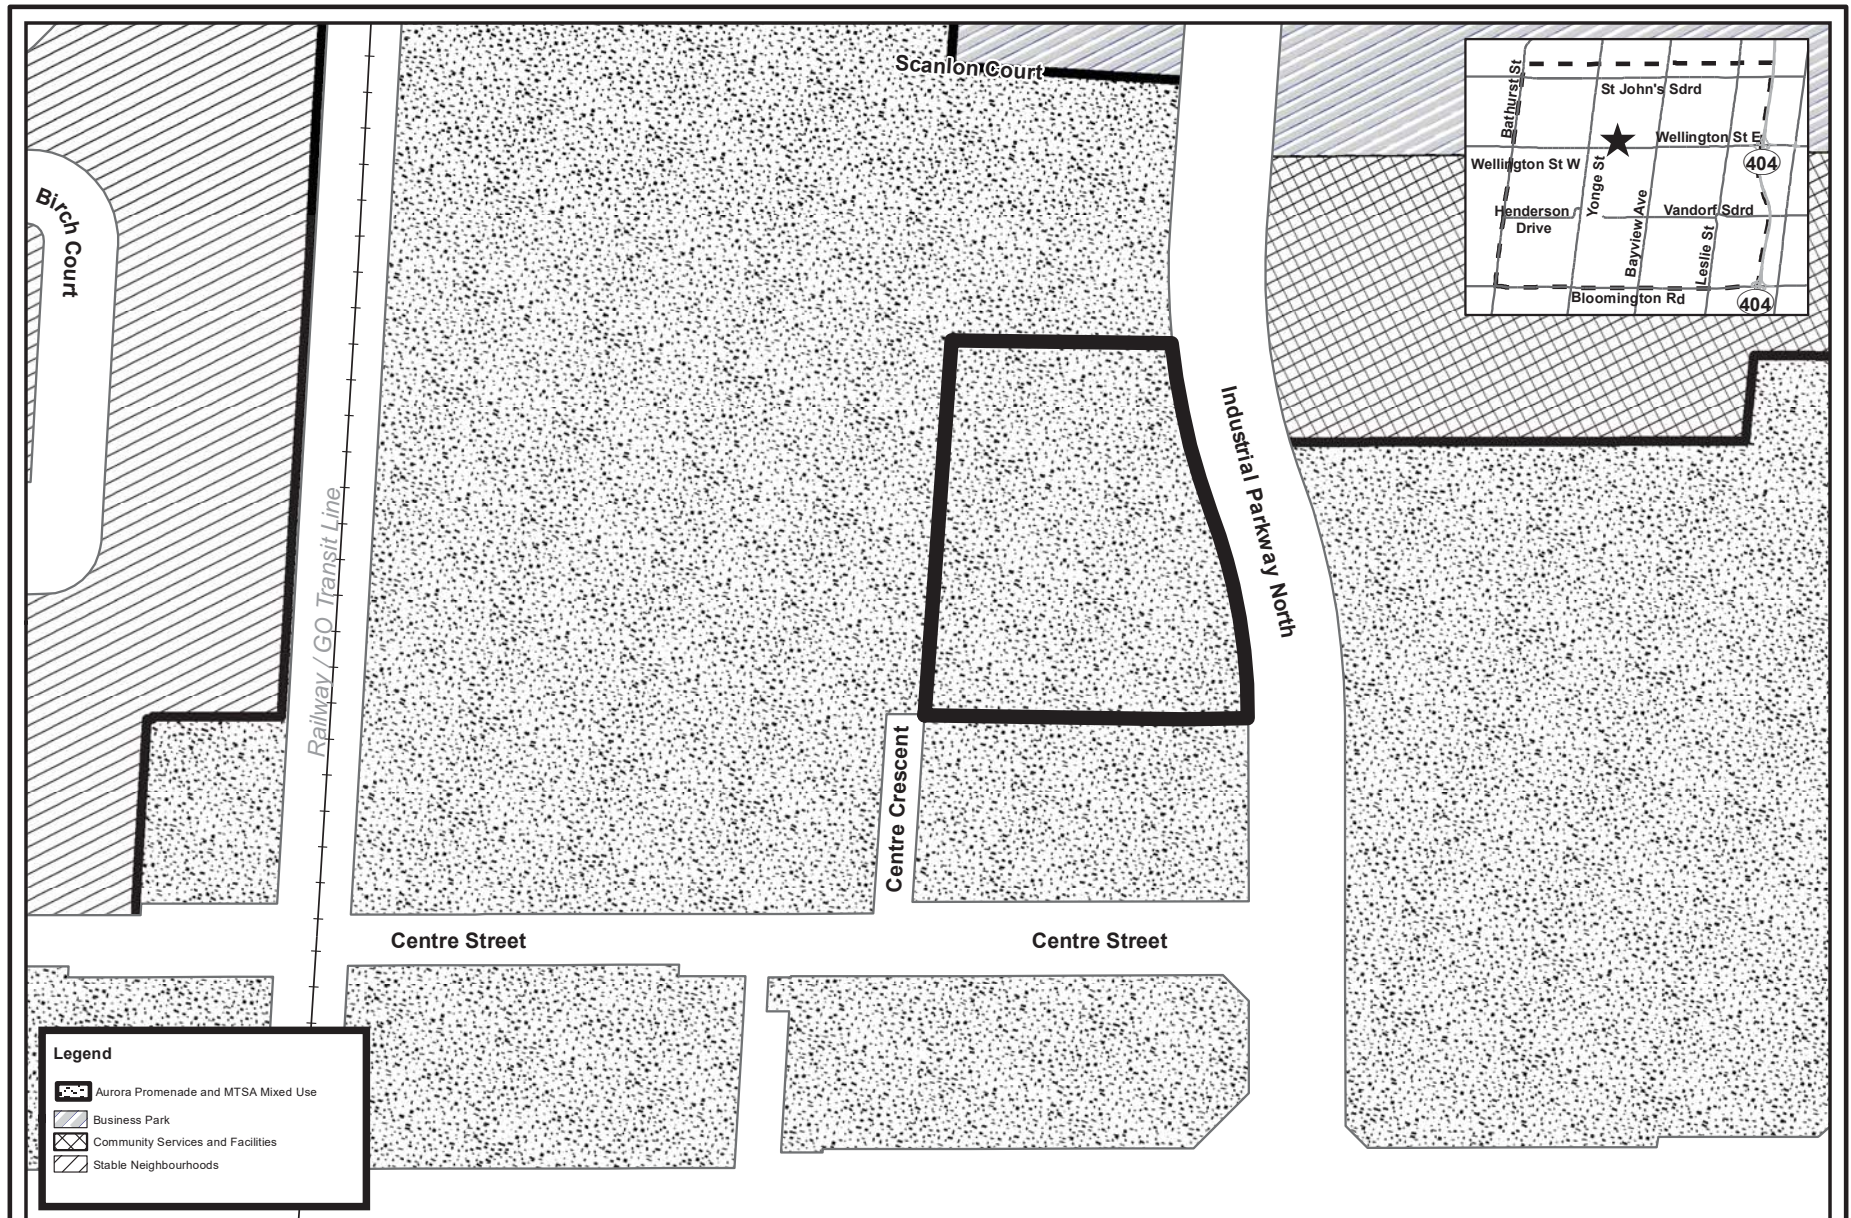 Scanlon Court
Birch Court
Railway / GO Transit Line
Industrial Parkway North
Centre Crescent
Centre Street
Centre Street
Bathurst St
St John's Sdrd
Wellington St E
404
Wellington St W
Yonge St
Henderson
Drive
Bayview Ave
Vandorf Sdrd
Leslie St
Bloomington Rd
404
Legend
Aurora Promenade and MTSA Mixed Use
Business Park
Community Services and Facilities
Stable Neighbourhoods